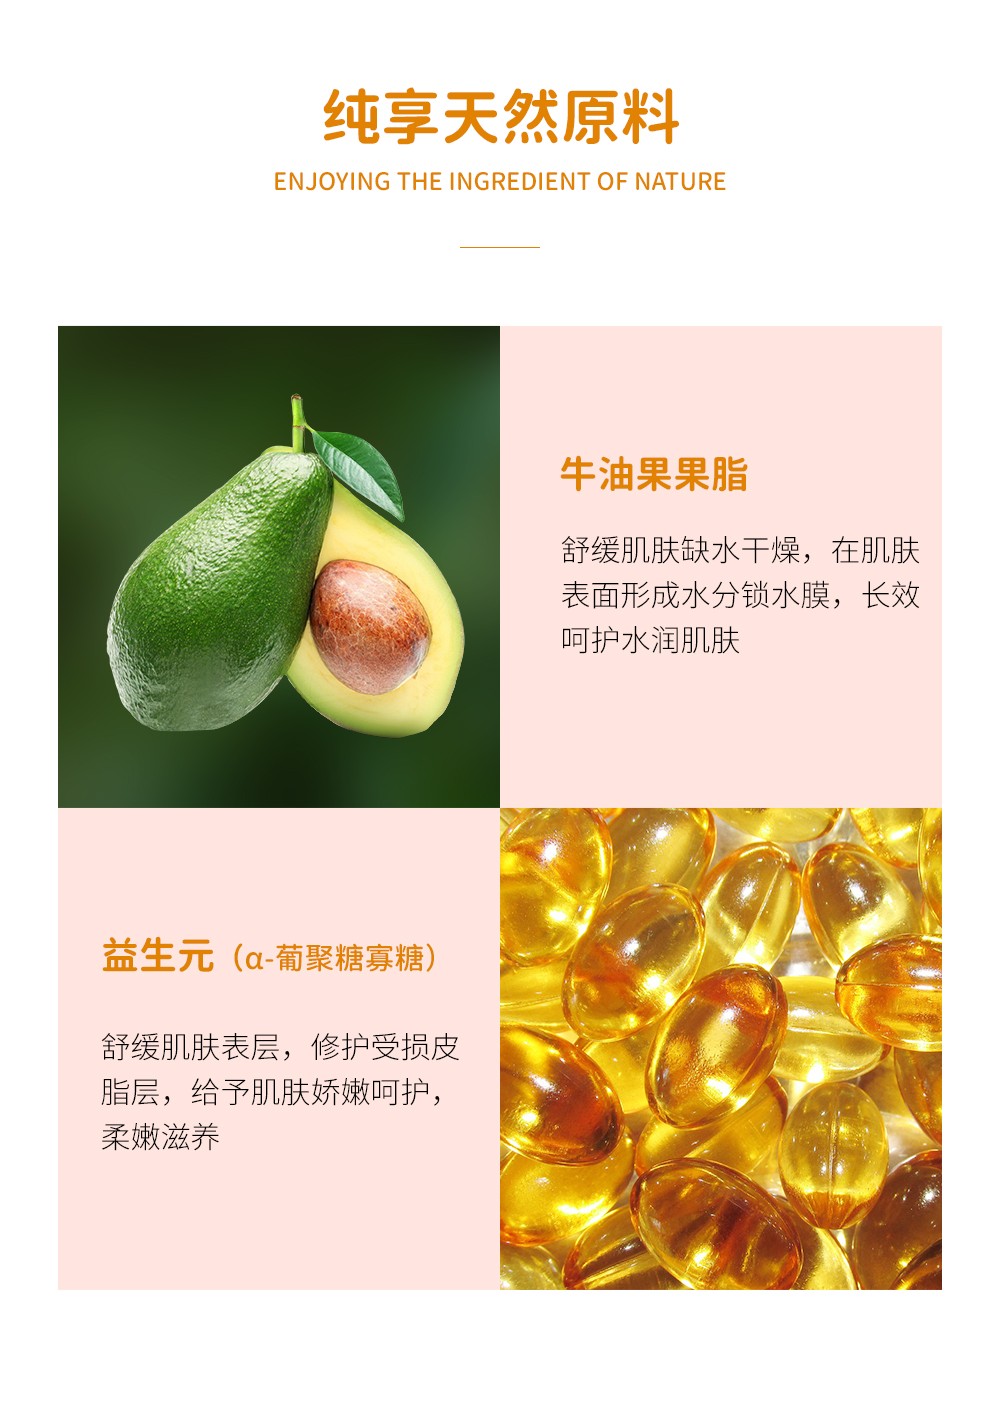 纯享天然原料
ENJOYING THE INGREDIENT OF NATURE
牛油果果脂
舒缓肌肤缺水干燥，在肌肤
表面形成水分锁水膜，长效
呵护水润肌肤
益生元（α-葡聚糖寡糖）
舒缓肌肤表层，修护受损皮
脂层，给予肌肤娇嫩呵护，
柔嫩滋养